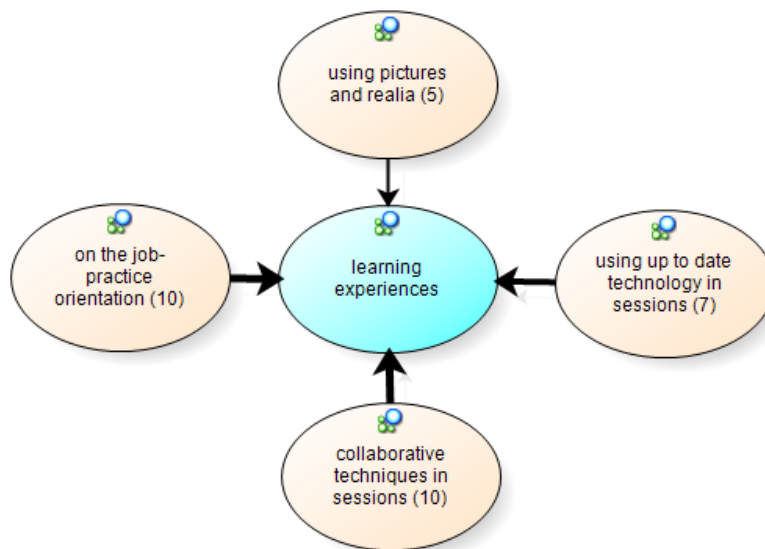 using pictures
and realia (5)
on the job-
practice
orientation (10)
learning
experiences
using up to date
technology in
sessions (7)
collaborative
techniques in
sessions (10)